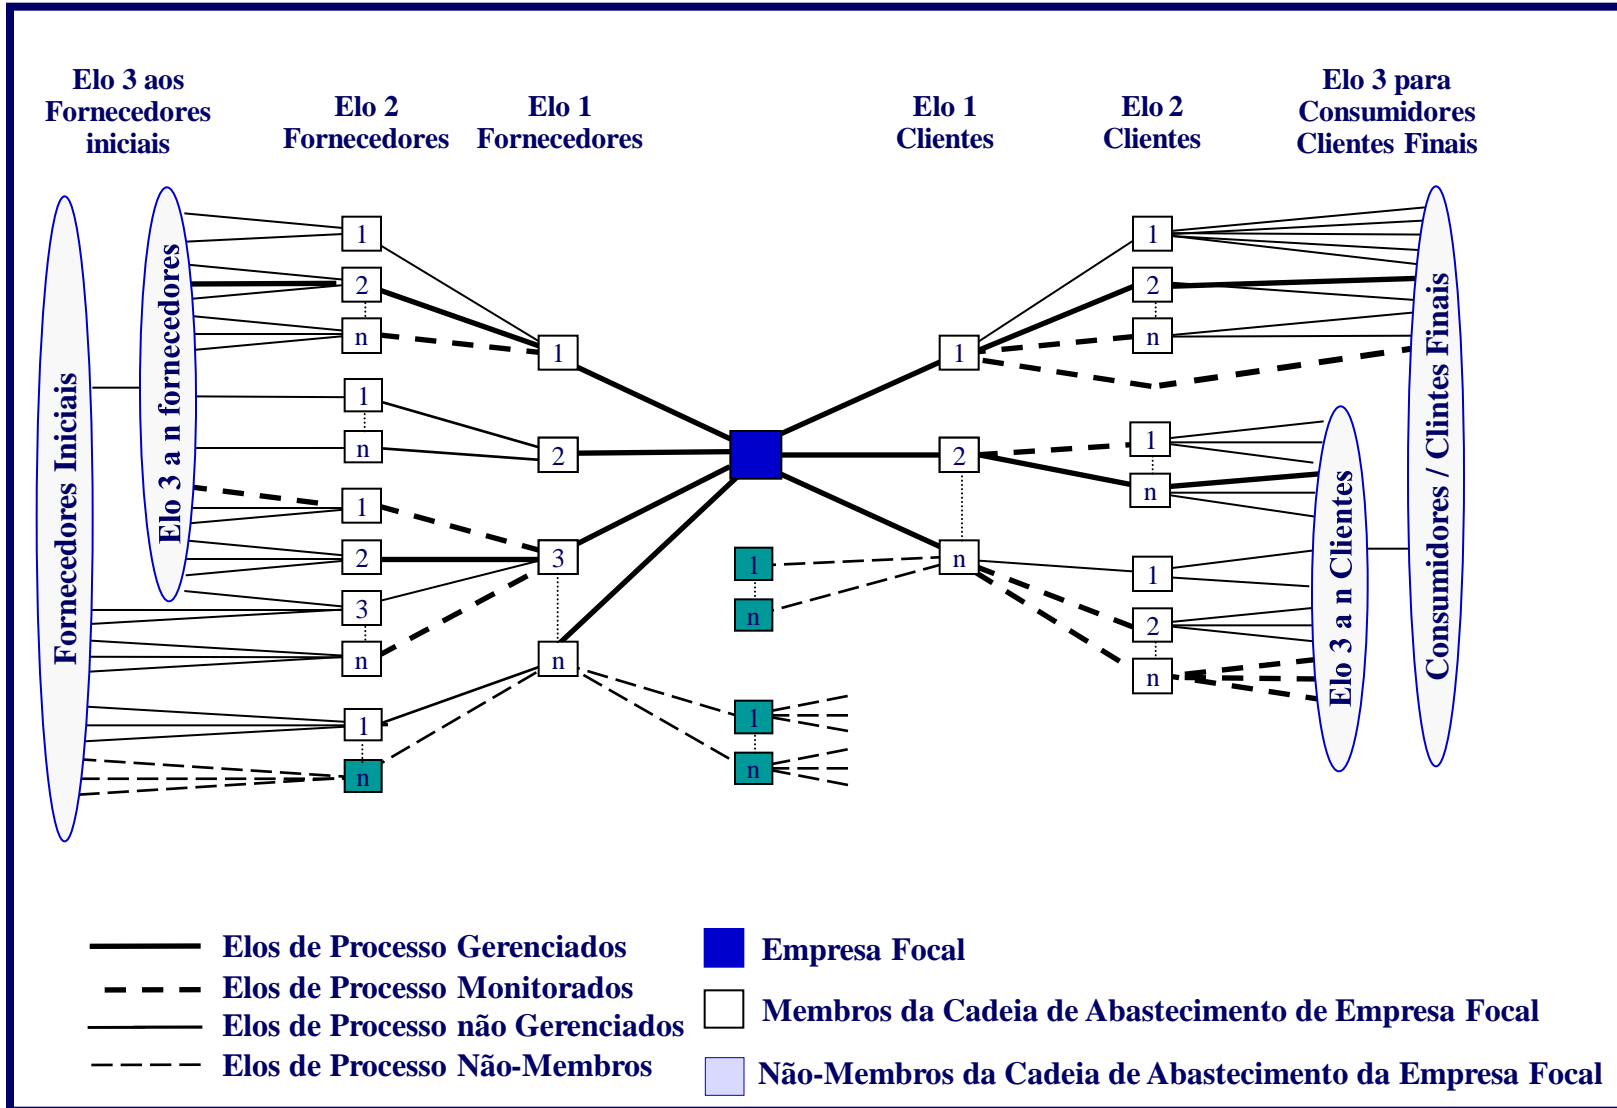 Elo 3 aos
Fornecedores
iniciais
Elo 2
Fornecedores
Elo 1
Fornecedores
Elo 1
Clientes
Elo 2
Clientes
Elo 3 para
Consumidores
Clientes Finais
Fornecedores Iniciais
Elo 3 a n fornecedores
1
2
n
1
n
1
2
3
n
1
n
1
2
3
n
1
n
1
n
1
2
n
1
2
n
1
n
1
2
n
Elo 3 a n Clientes
Consumidores / Clintes Finais
Elos de Processo Gerenciados
Elos de Processo Monitorados
Elos de Processo não Gerenciados
Elos de Processo Não-Membros
Empresa Focal
Membros da Cadeia de Abastecimento de Empresa Focal
Não-Membros da Cadeia de Abastecimento da Empresa Focal